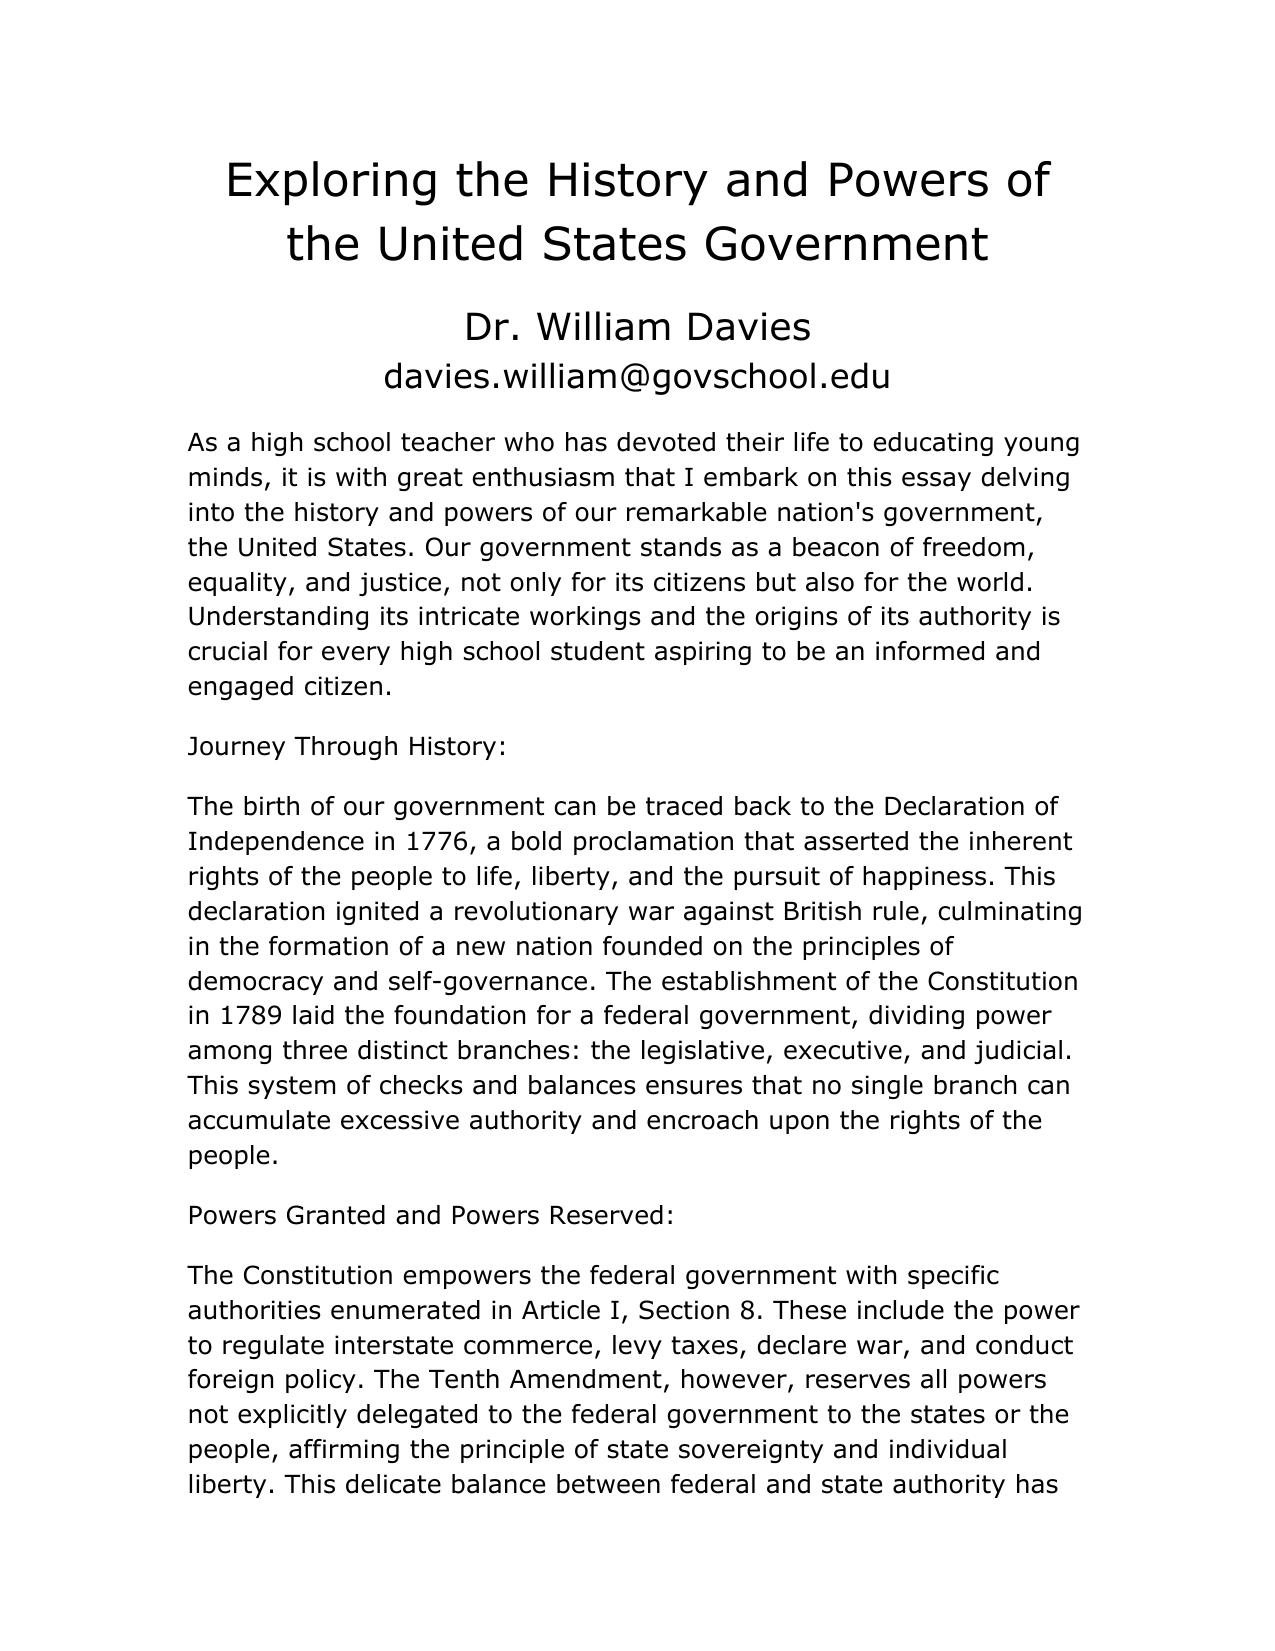 Exploring the History and Powers of
the United States Government
Dr. William Davies
davies.william@govschool.edu
As a high school teacher who has devoted their life to educating young
minds, it is with great enthusiasm that I embark on this essay delving
into the history and powers of our remarkable nation's government,
the United States. Our government stands as a beacon of freedom,
equality, and justice, not only for its citizens but also for the world.
Understanding its intricate workings and the origins of its authority is
crucial for every high school student aspiring to be an informed and
engaged citizen.
Journey Through History:
The birth of our government can be traced back to the Declaration of
Independence in 1776, a bold proclamation that asserted the inherent
rights of the people to life, liberty, and the pursuit of happiness. This
declaration ignited a revolutionary war against British rule, culminating
in the formation of a new nation founded on the principles of
democracy and self-governance. The establishment of the Constitution
in 1789 laid the foundation for a federal government, dividing power
among three distinct branches: the legislative, executive, and judicial.
This system of checks and balances ensures that no single branch can
accumulate excessive authority and encroach upon the rights of the
people.
Powers Granted and Powers Reserved:
The Constitution empowers the federal government with specific
authorities enumerated in Article I, Section 8. These include the power
to regulate interstate commerce, levy taxes, declare war, and conduct
foreign policy. The Tenth Amendment, however, reserves all powers
not explicitly delegated to the federal government to the states or the
people, affirming the principle of state sovereignty and individual
liberty. This delicate balance between federal and state authority has